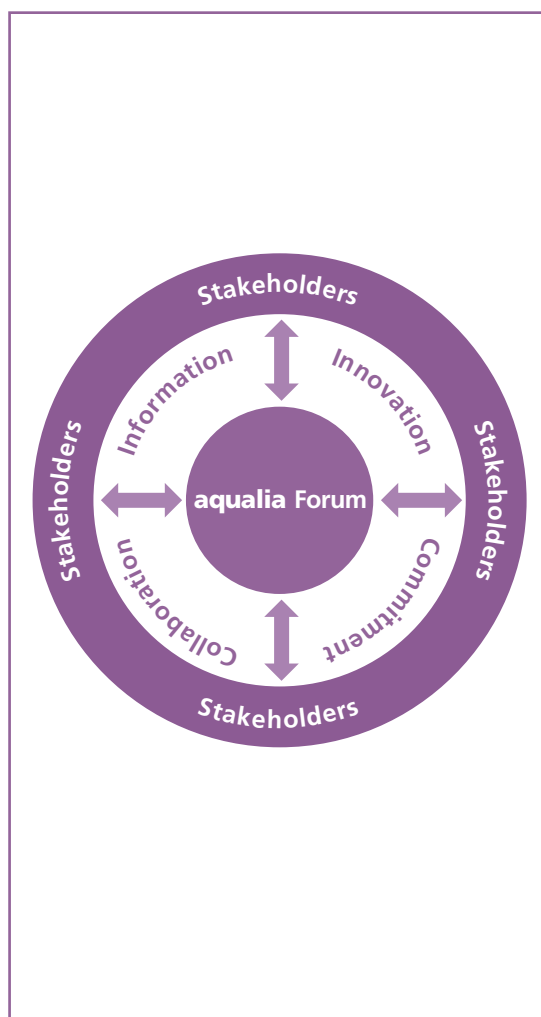 Stakeholders
Information
Innovation
Stakeholders
aqualia Forum
Stakeholders
Collaboration
Commitment
Stakeholders